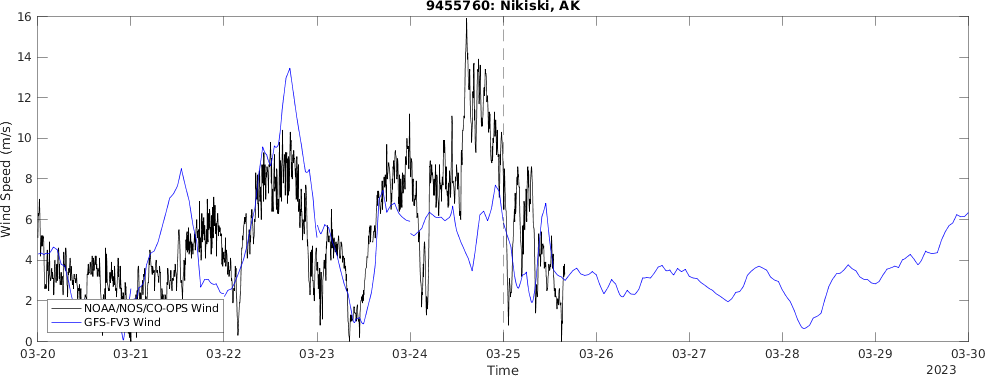 9455760: Nikiski, AK
Wind Speed (m/s)
16
14
12
10
8
6
4
2
0
NOAA/NOS/CO-OPS Wind
GFS-FV3 Wind
03-20 03-21 03-22 03-23 03-24 03-25 03-26 03-27 03-28 03-29 03-30
Time
2023